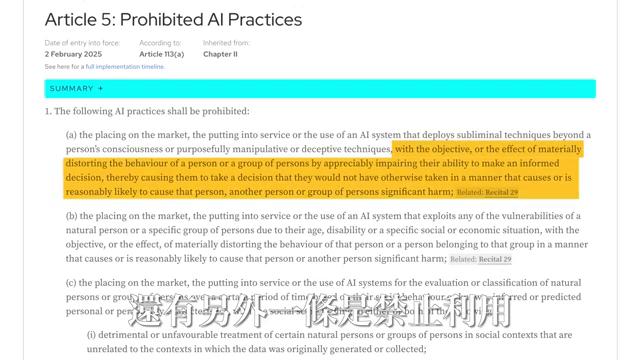 Article 5: Prohibited AI Practices
Date of entry into force: According to: Inherited from:
2 February 2025 Article 113(a) Chapter II
See here for a full implementation timeline.
SUMMARY +
1. The following AI practices shall be prohibited:
(a) the placing on the market, the putting into service or the use of an AI system that deploys subliminal techniques beyond a
person's consciousness or purposefully manipulative or deceptive techniques, with the objective, or the effect of materially
distorting the behaviour of a person or a group of persons by appreciably impairing their ability to make an informed
decision, thereby causing them to take a decision that they would not have otherwise taken in a manner that causes or is
reasonably likely to cause that person, another person or group of persons significant harm; Related: Recital 29
(b) the placing on the market, the putting into service or the use of an AI system that exploits any of the vulnerabilities of a
natural person or a specific group of persons due to their age, disability or a specific social or economic situation, with the
objective, or the effect, of materially distorting the behaviour of that person or a person belonging to that group in a manner
that causes or is reasonably likely to cause that person or another person significant harm; Related: Recital 29
(c) the placing on the market, the putting into service or the use of AI systems for the evaluation or classification of natural
persons or period of time or predicted
personal or
還有另外一條是禁止利用
(i) detrimental or unfavourable treatment of certain natural persons or groups of persons in social contexts that are
unrelated to the contexts in which the data was originally generated or collected;